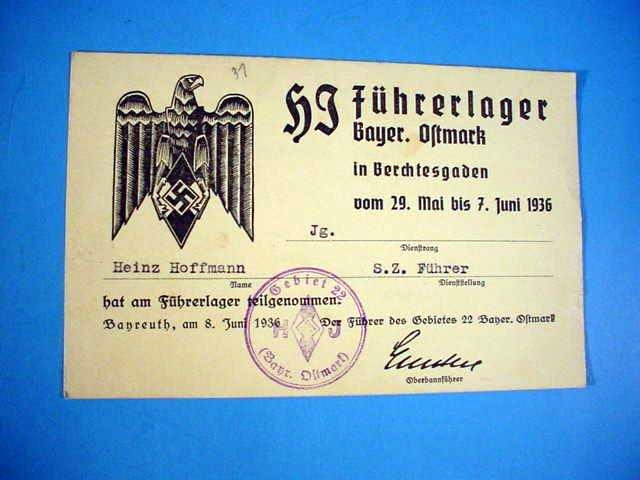 31
HJ Führerlager
Bayer. Ostmark
in Berchtesgaden
vom 29. Mai bis 7. Juni 1936
Jg.
Dienstrang
Heinz Hoffmann
S.Z. Führer
Name
Dienststellung
hat am Führerlager teilgenommen.
Bayreuth, am 8. Juni 1936
Der Führer des Gebietes 22 Bayer. Ostmark
Gebiet 22
H J
(Bayr. Ostmark)
Oberbannführer